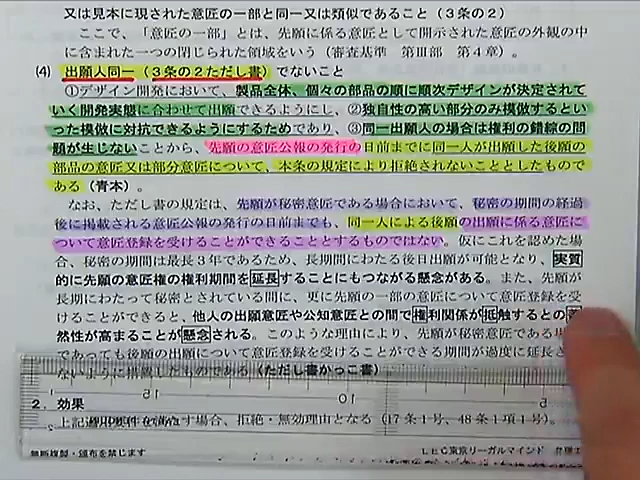 又は見本に現された意匠の一部と同一又は類似であること（３条の２）
ここで、「意匠の一部」とは、先願に係る意匠として開示された意匠の外観の中
に含まれた一つの閉じられた領域をいう（審査基準 第Ⅲ部 第４章）。
(4) 出願人同一（３条の２ただし書）でないこと
①デザイン開発において、製品全体、個々の部品の順に順次デザインが決定されて
いく開発実態に合わせて出願できるようにし、②独自性の高い部分のみ模倣するとい
った模倣に対抗できるようにするためであり、③同一出願人の場合は権利の錯綜の問
題が生じないことから、先願の意匠公報の発行の日前までに同一人が出願した後願の
部品の意匠又は部分意匠について、本条の規定により拒絶されないこととしたもので
ある（青本）。
なお、ただし書の規定は、先願が秘密意匠である場合において、秘密の期間の経過
後に掲載される意匠公報の発行の日前までも、同一人による後願の出願に係る意匠に
ついて意匠登録を受けることができることとするものではない。仮にこれを認めた場
合、秘密の期間は最長３年であるため、長期間にわたる後日出願が可能となり、実質
的に先願の意匠権の権利期間を延長することにもつながる懸念がある。また、先願が
長期間にわたって秘密とされている間に、更に先願の一部の意匠について意匠登録を受
けることができると、他人の出願意匠や公知意匠との間で権利関係が抵触するとの
然性が高まることが懸念される。このような理由により、先願が秘密意匠である場
であっても後願の出願について意匠登録を受けることができる期間が過度に延長さ
ないように措置したものである（ただし書かっこ書）
２．効果
上記適用要件を満たす場合、拒絶・無効理由となる（17条１号、48条１項１号）。
無断複製・頒布を禁じます ＬＥＣ東京リーガルマインド 弁理士